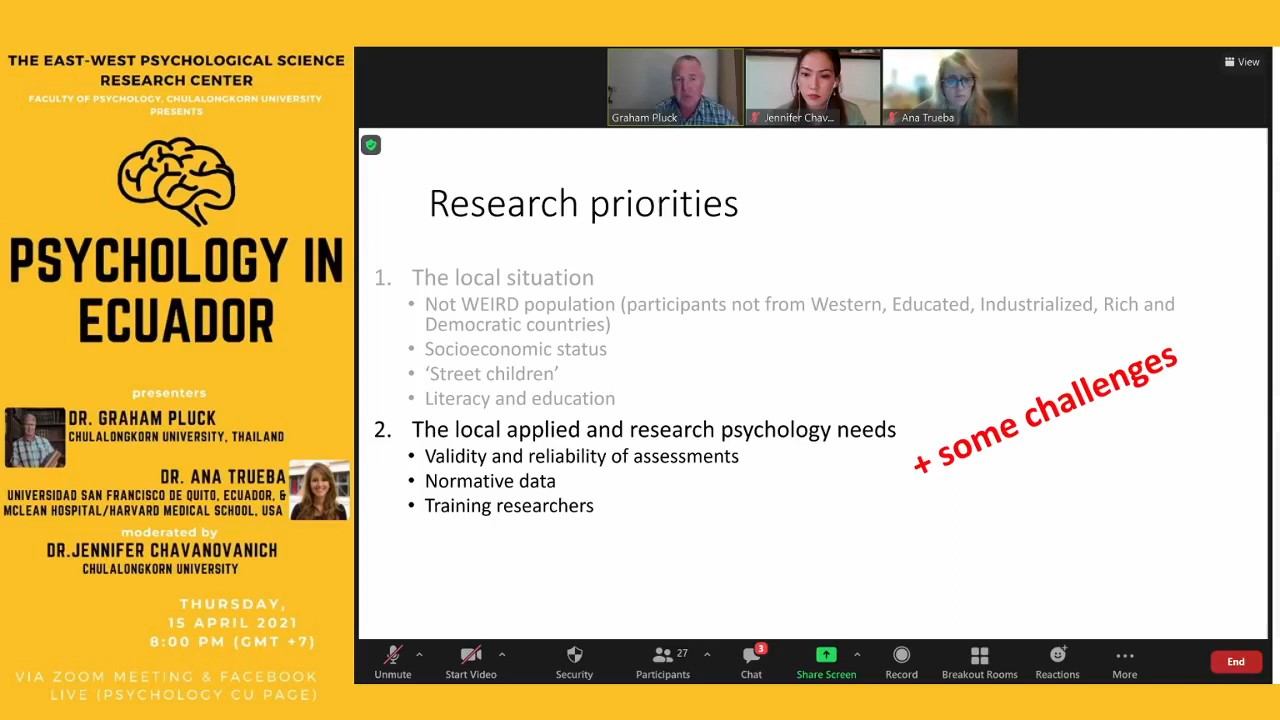 THE EAST-WEST PSYCHOLOGICAL SCIENCE
RESEARCH CENTER
FACULTY OF PSYCHOLOGY, CHULALONGKORN UNIVERSITY
PRESENTS
PSYCHOLOGY IN
ECUADOR
presenters
DR. GRAHAM PLUCK
CHULALONGKORN UNIVERSITY, THAILAND
DR. ANA TRUEBA
UNIVERSIDAD SAN FRANCISCO DE QUITO, ECUADOR, &
MCLEAN HOSPITAL/HARVARD MEDICAL SCHOOL, USA
moderated by
DR.JENNIFER CHAVANOVANICH
CHULALONGKORN UNIVERSITY
THURSDAY,
15 APRIL 2021
8:00 PM (GMT +7)
VIA ZOOM MEETING & FACEBOOK
LIVE (PSYCHOLOGY CU PAGE)
Graham Pluck
Jennifer Chav...
Ana Trueba
View
Research priorities
1. The local situation
• Not WEIRD population (participants not from Western, Educated, Industrialized, Rich and
Democratic countries)
• Socioeconomic status
• ‘Street children’
• Literacy and education
2. The local applied and research psychology needs
• Validity and reliability of assessments
• Normative data
• Training researchers
+ some challenges
Unmute
Start Video
Security
27
Participants
3
Chat
Share Screen
Record
Breakout Rooms
Reactions
More
End